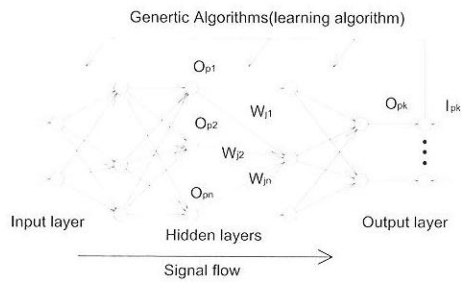 Genertic Algorithms(learning algorithm)
Op1
Op2
Opn
Wj1
Wj2
Wjn
Opk
Ipk
Input layer
Hidden layers
Output layer
Signal flow